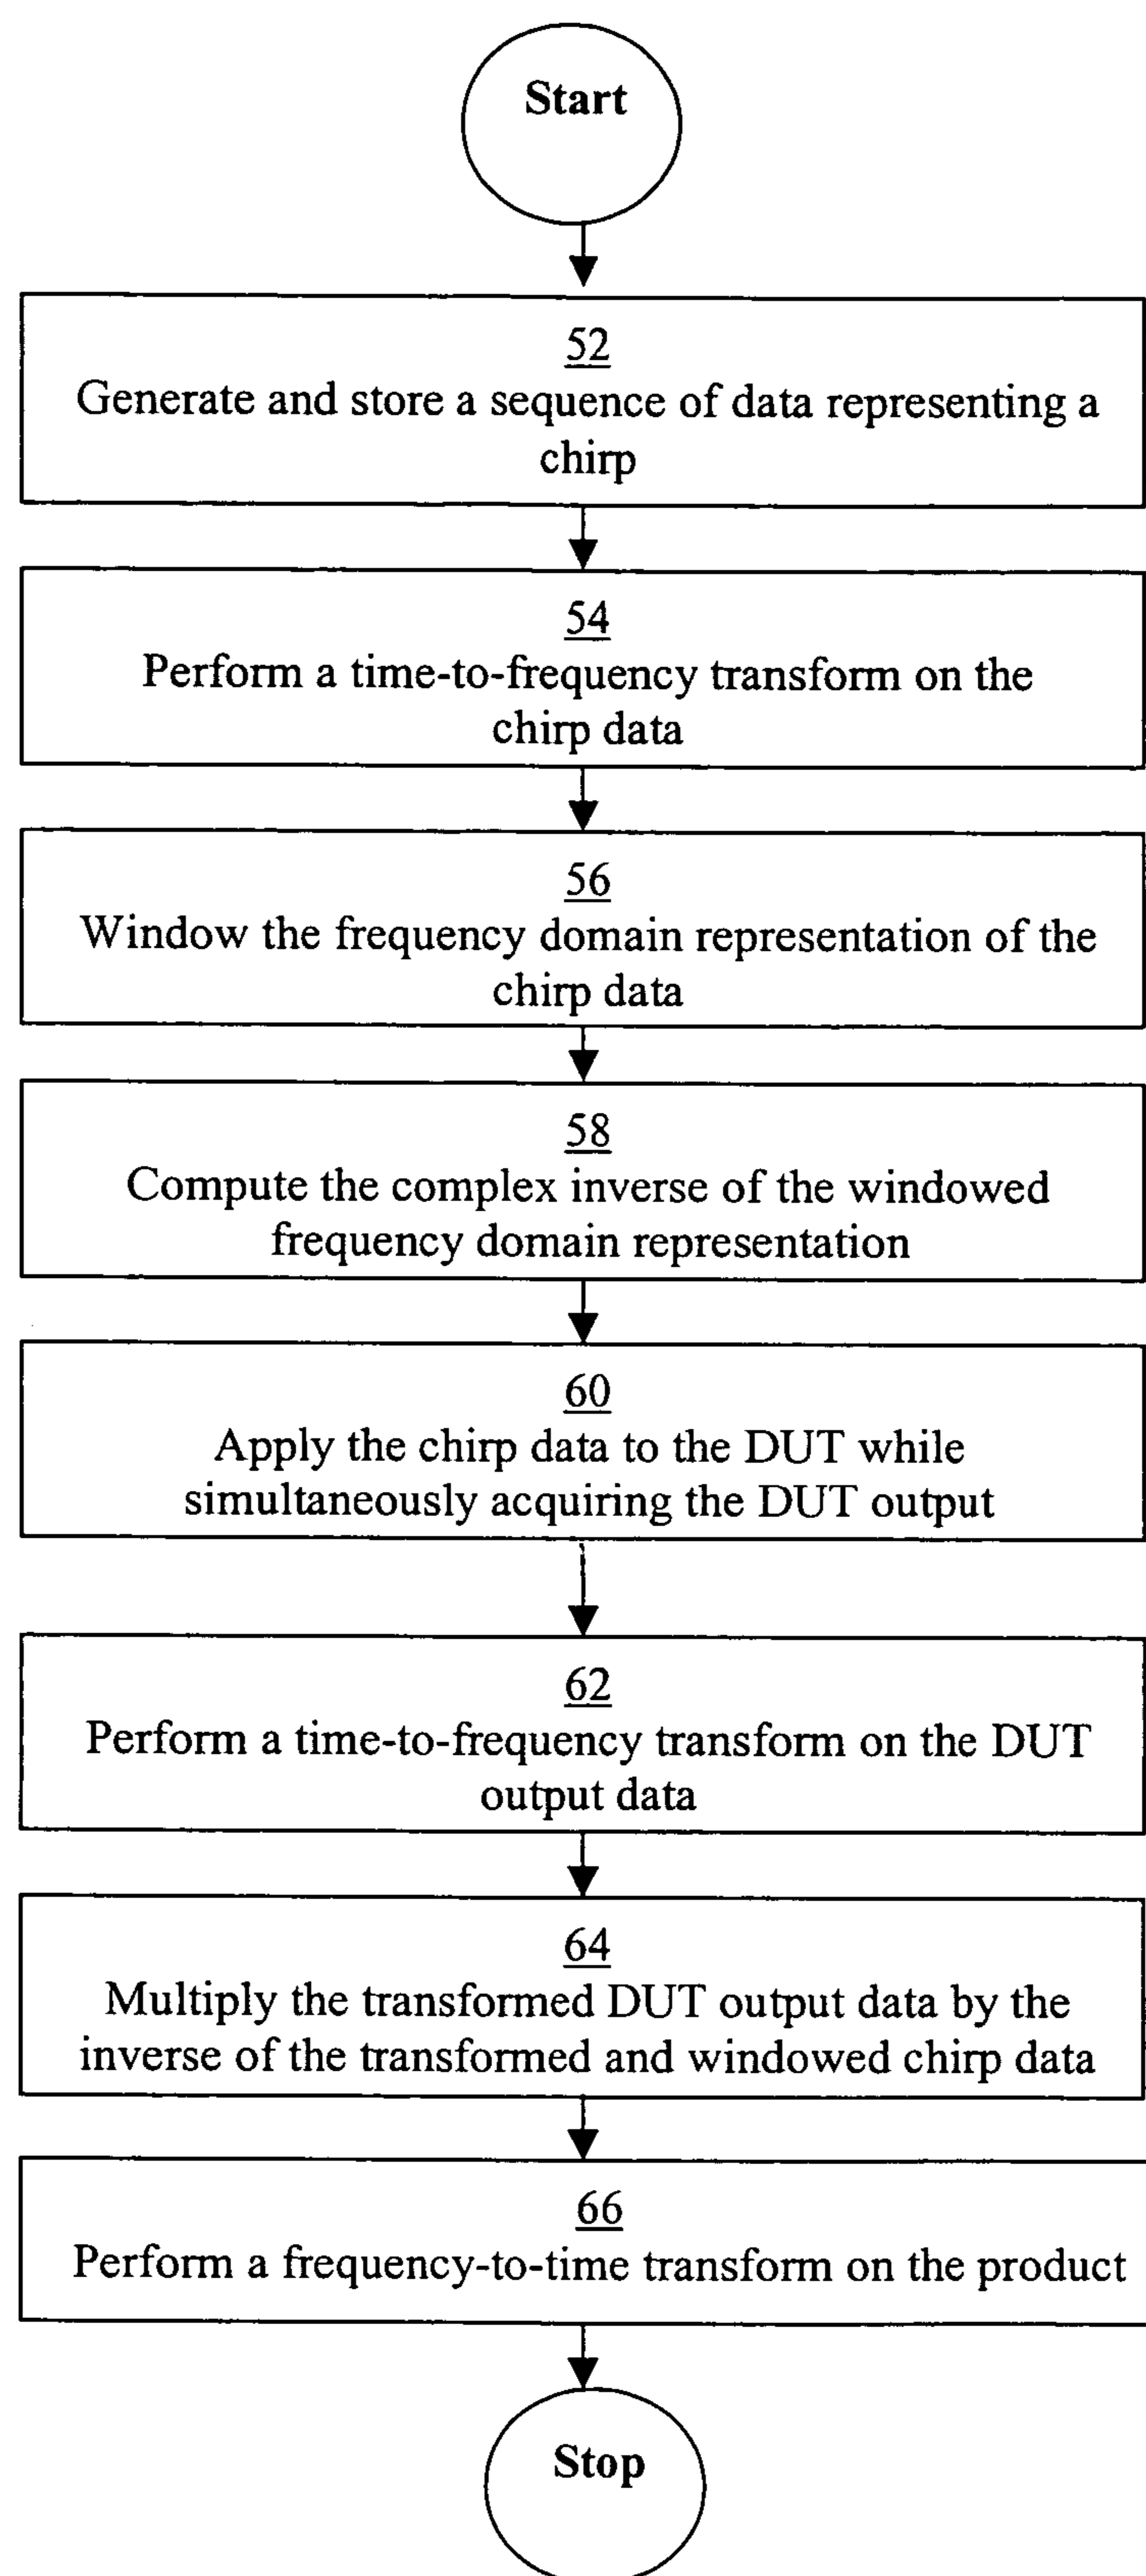 Start
52
Generate and store a sequence of data representing a
chirp
54
Perform a time-to-frequency transform on the
chirp data
56
Window the frequency domain representation of the
chirp data
58
Compute the complex inverse of the windowed
frequency domain representation
60
Apply the chirp data to the DUT while
simultaneously acquiring the DUT output
62
Perform a time-to-frequency transform on the DUT
output data
64
Multiply the transformed DUT output data by the
inverse of the transformed and windowed chirp data
66
Perform a frequency-to-time transform on the product
Stop